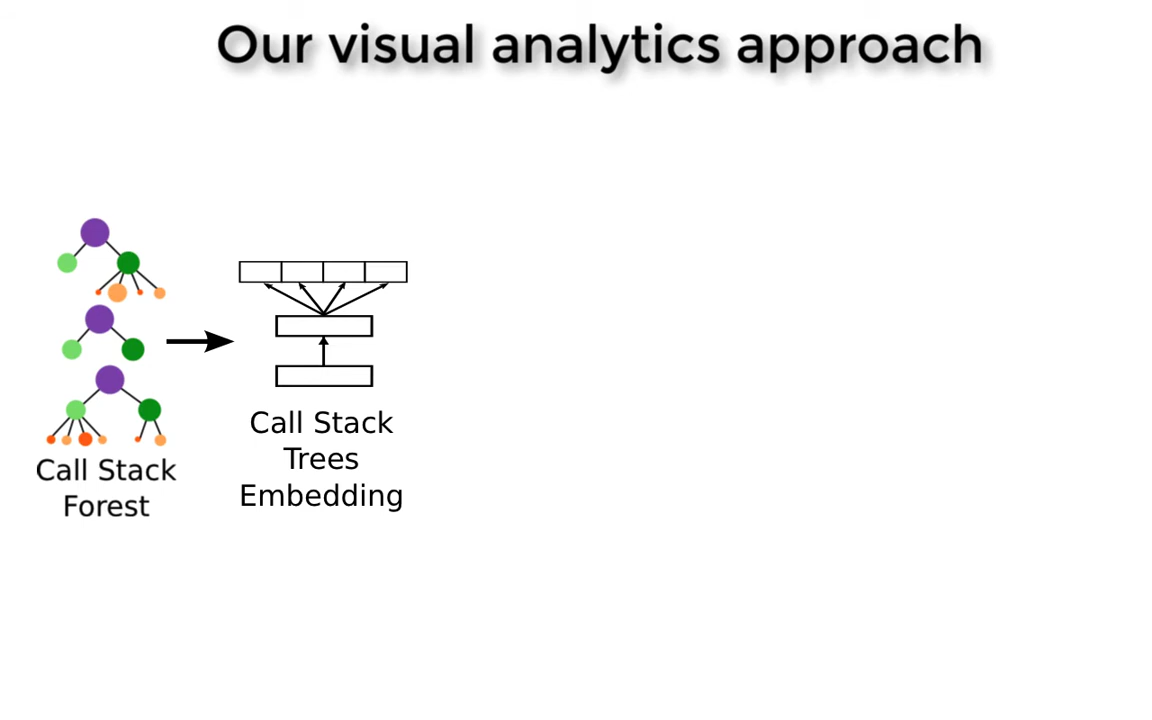 Our visual analytics approach
Call Stack
Forest
Call Stack
Trees
Embedding